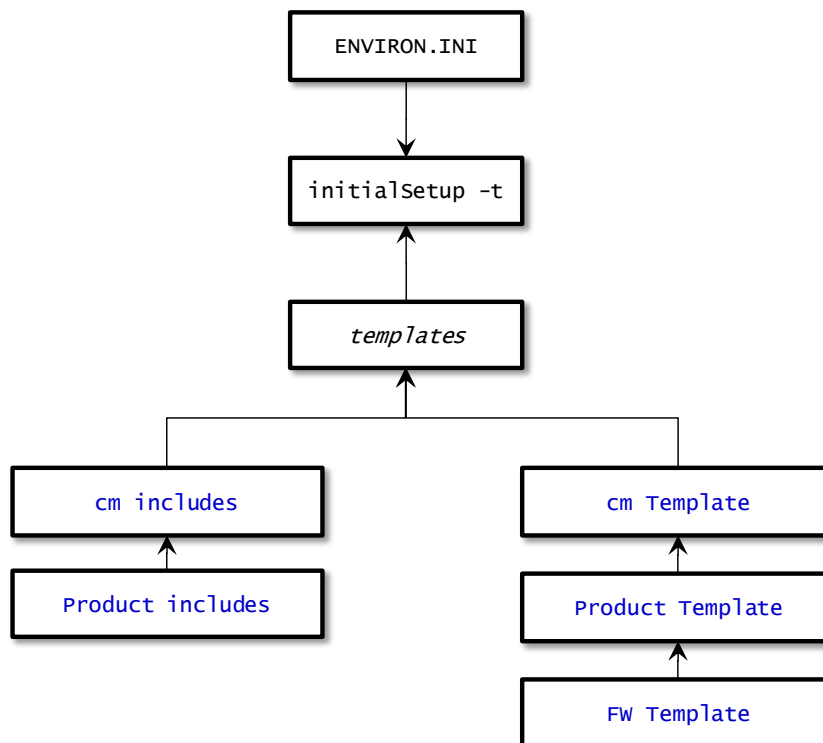 ENVIRON.INI
initialSetup -t
templates
cm includes
cm Template
Product includes
Product Template
FW Template